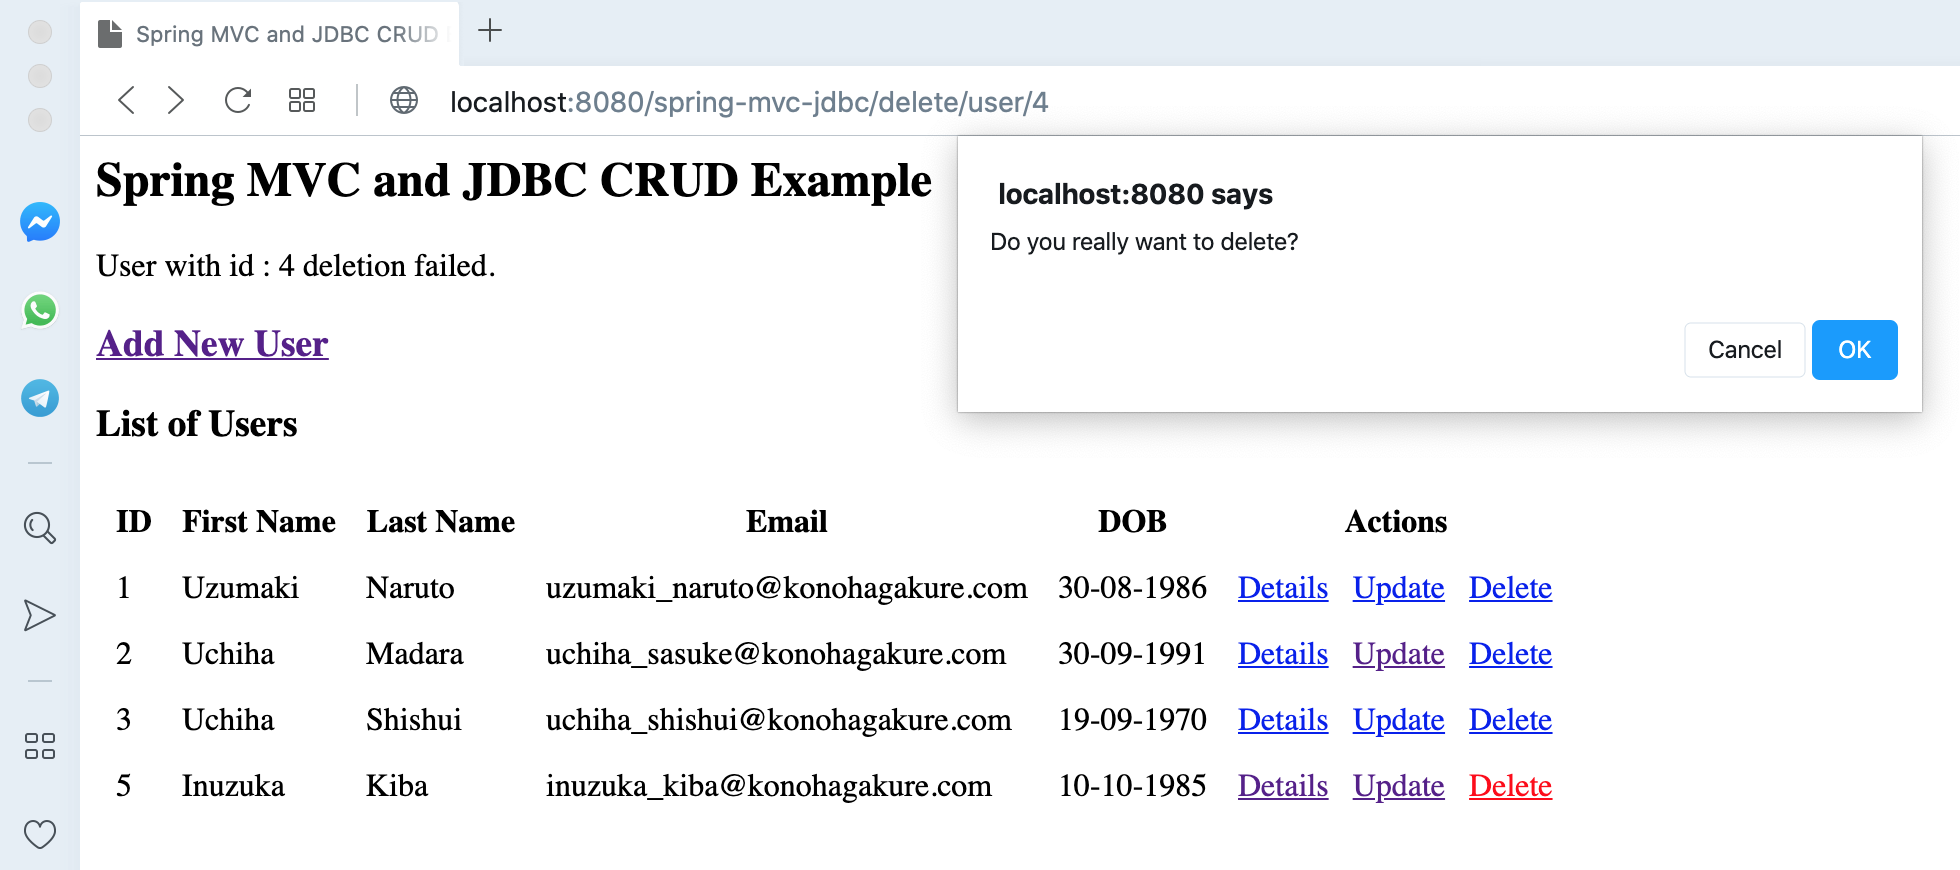 Spring MVC and JDBC CRUD
localhost:8080/spring-mvc-jdbc/delete/user/4
Spring MVC and JDBC CRUD Example
localhost:8080 says
Do you really want to delete?
Cancel OK
User with id : 4 deletion failed.
Add New User
List of Users
ID First Name Last Name Email DOB Actions
1 Uzumaki Naruto uzumaki_naruto@konohagakure.com 30-08-1986 Details Update Delete
2 Uchiha Madara uchiha_sasuke@konohagakure.com 30-09-1991 Details Update Delete
3 Uchiha Shishui uchiha_shishui@konohagakure.com 19-09-1970 Details Update Delete
5 Inuzuka Kiba inuzuka_kiba@konohagakure.com 10-10-1985 Details Update Delete